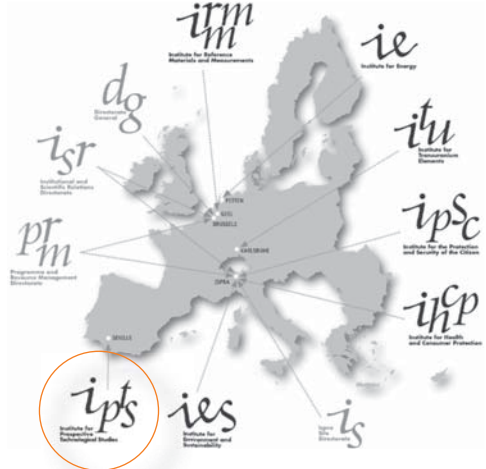 irmm
Institute for Reference
Materials and Measurements
ie
Institute for Energy
dg
Directorate
General
itu
Institute for
Transuranium
Elements
isr
Institutional and
Scientific Relations
Directorate
PETTEN
GEEL
BRUSSELS
ipsc
Institute for the Protection
and Security of the Citizen
prm
Programme and
Resource Management
Directorate
KARLSRUHE
ISPRA
ihcp
Institute for Health
and Consumer Protection
SEVILLE
ipts
Institute for
Prospective
Technological Studies
ies
Institute for
Environment and
Sustainability
is
Ispra
Site
Directorate